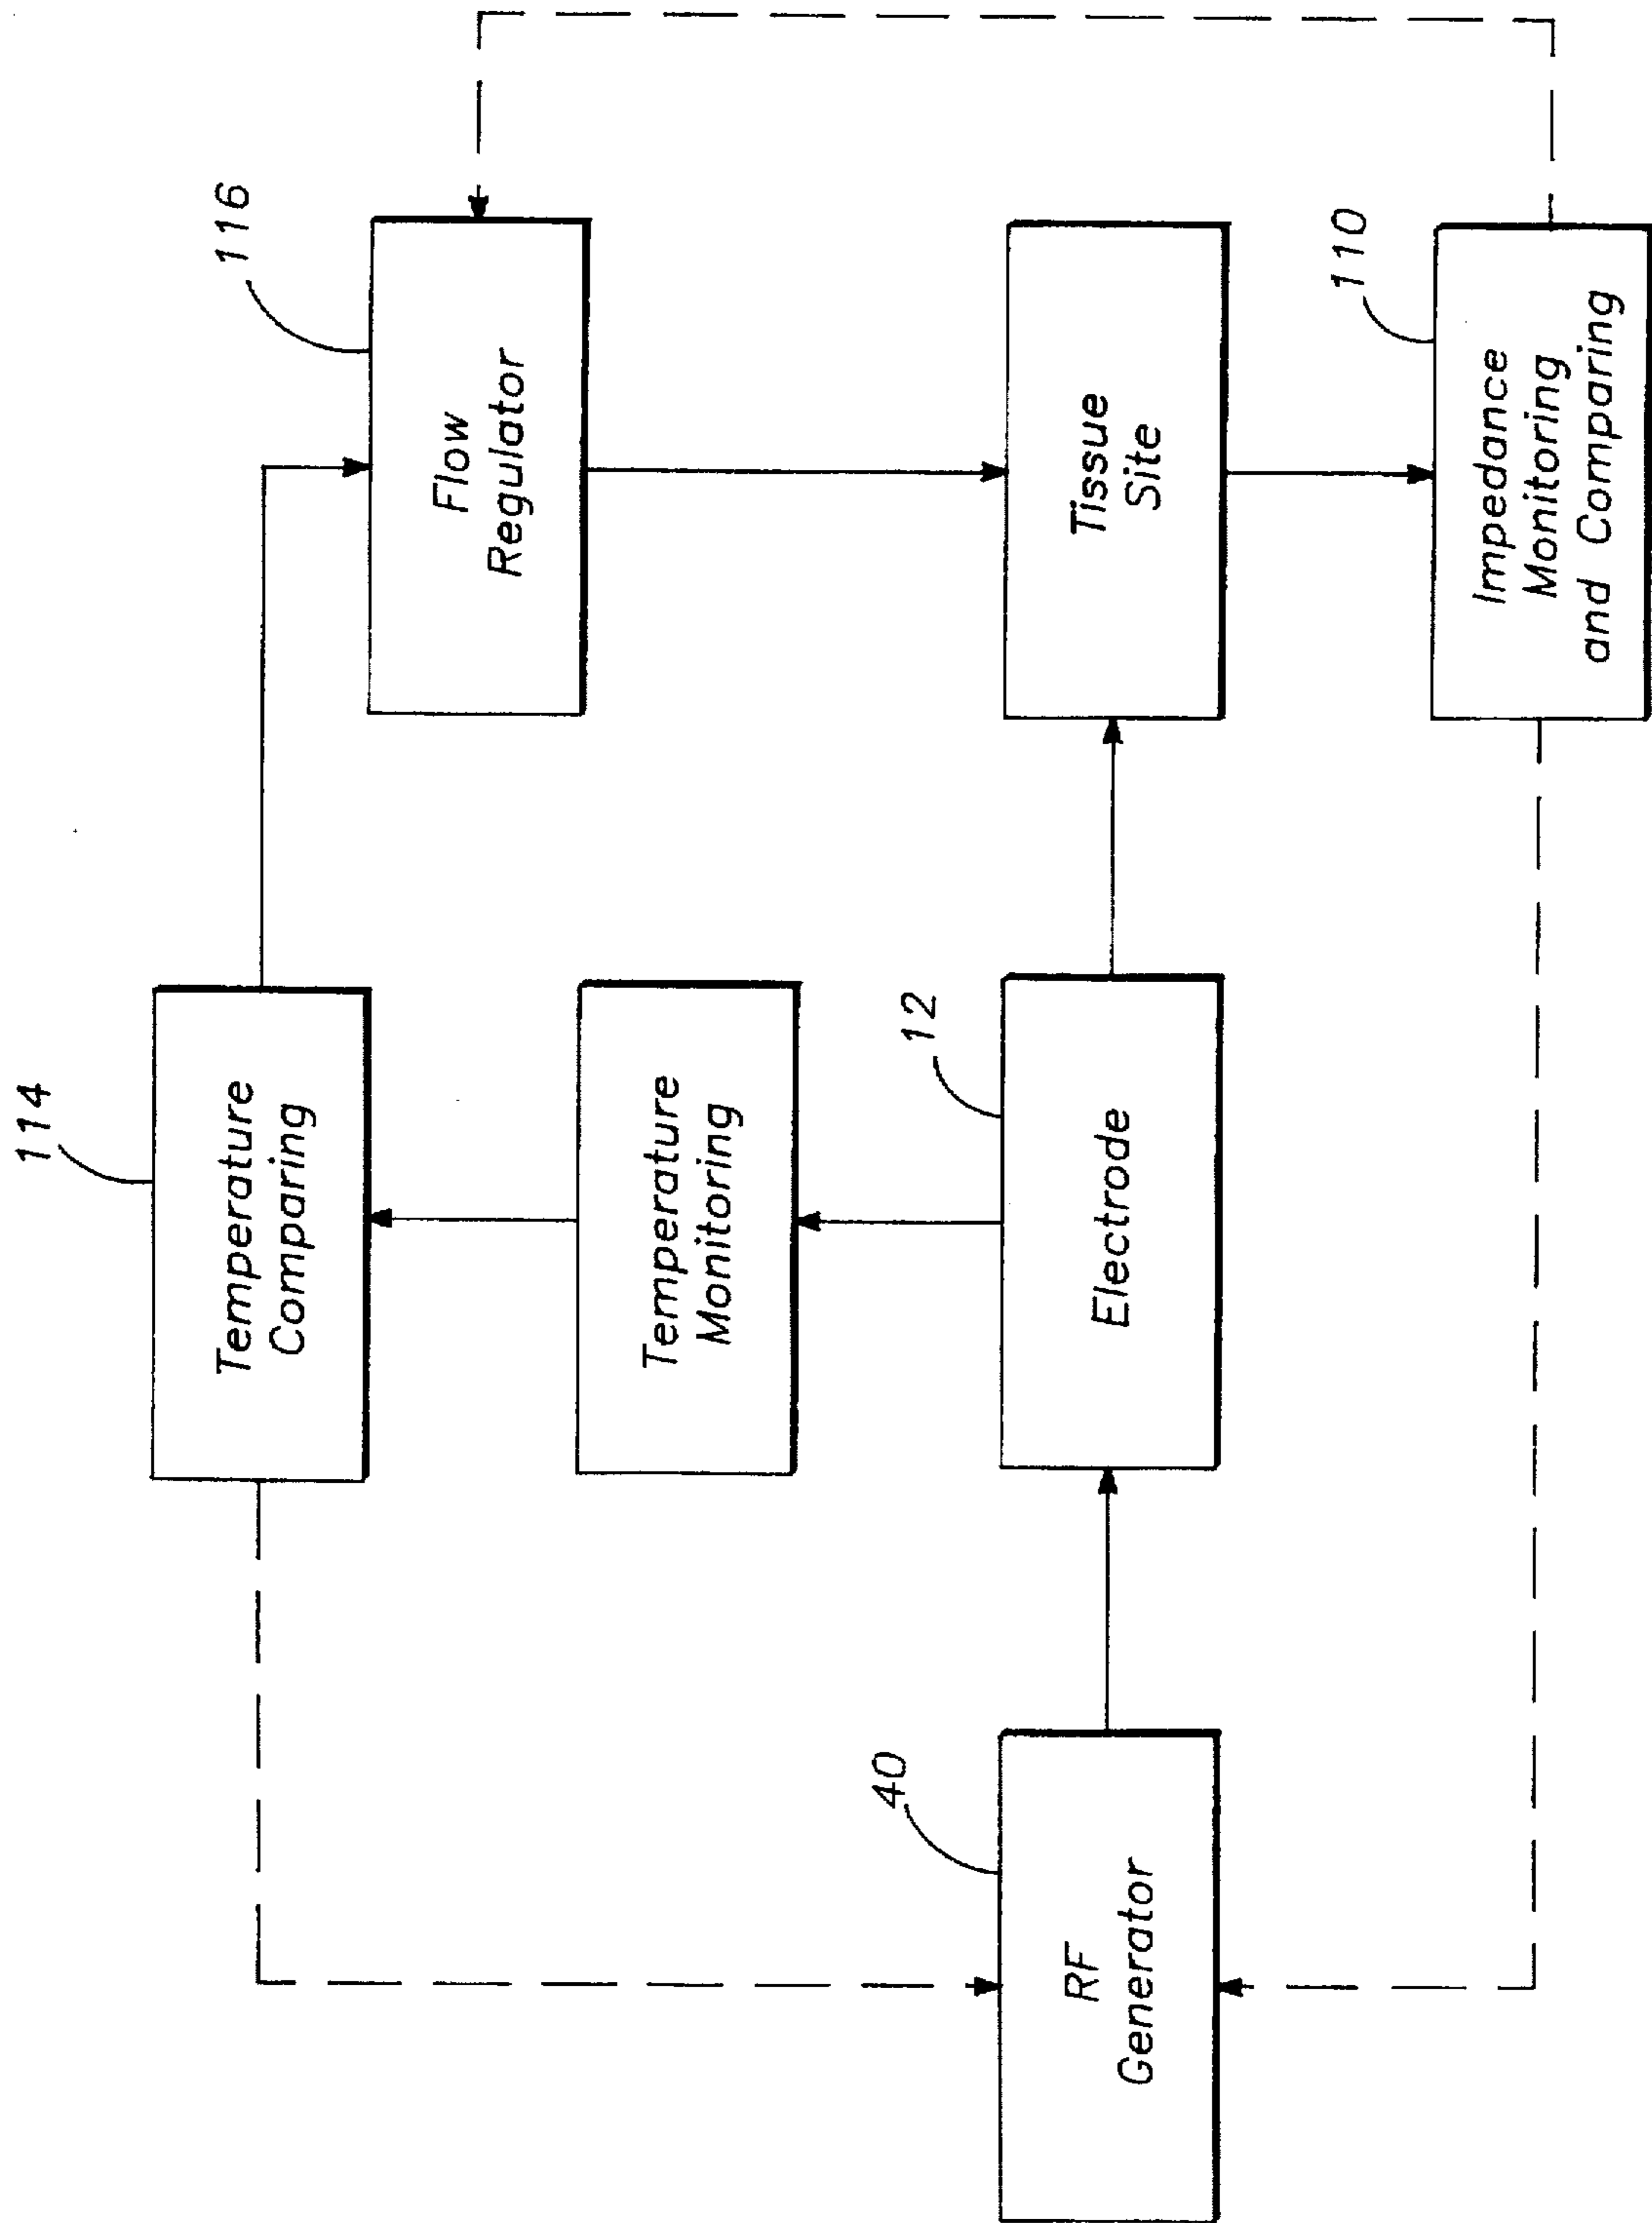 114
Temperature
Comparing
116
Flow
Regulator
Temperature
Monitoring
40
RF
Generator
12
Electrode
Tissue
Site
110
Impedance
Monitoring
and Comparing